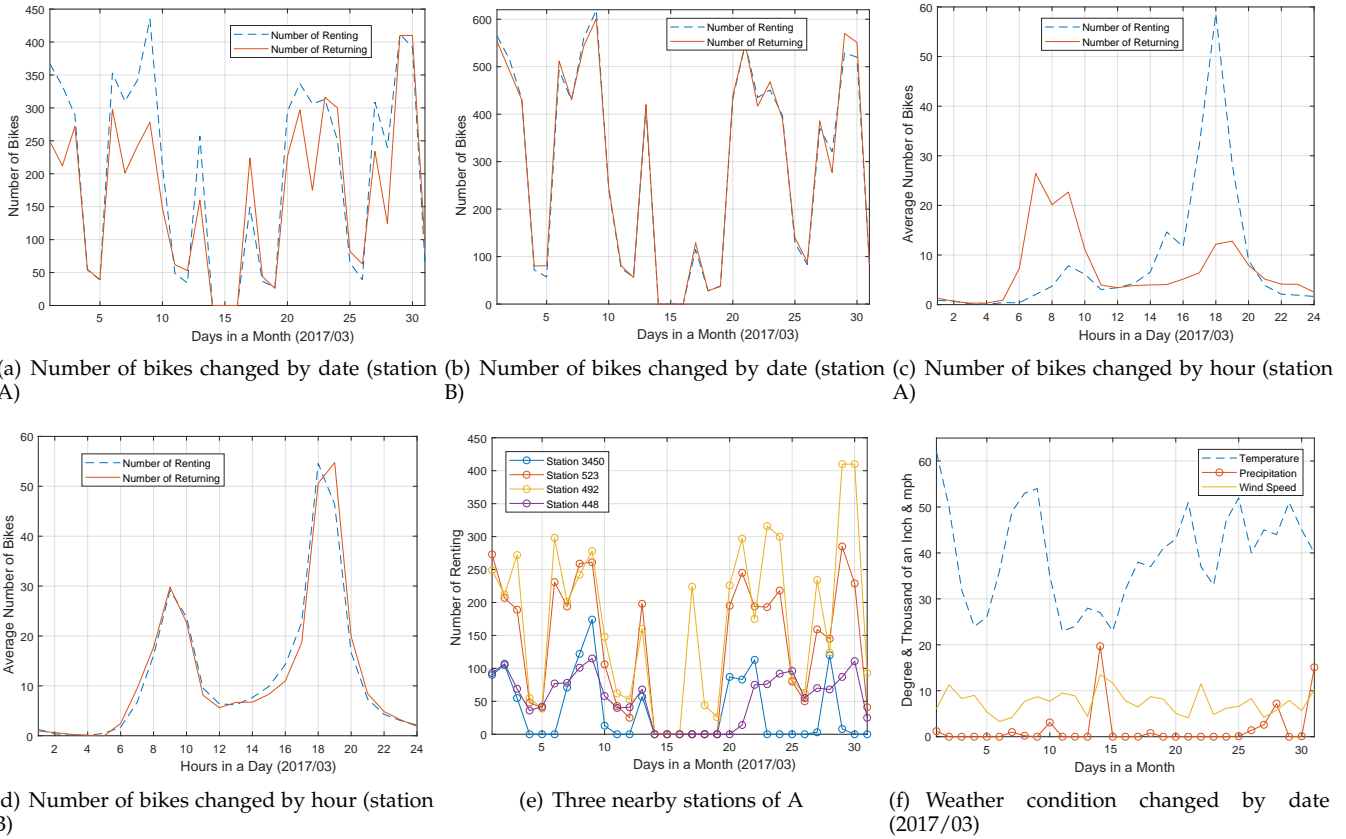 450
400
350
300
250
200
150
100
50
0
Number of Bikes
Number of Renting
Number of Returning
5 10 15 20 25 30
Days in a Month (2017/03)
(a) Number of bikes changed by date (station
A)
600
500
400
300
200
100
0
Number of Bikes
Number of Renting
Number of Returning
5 10 15 20 25 30
Days in a Month (2017/03)
(b) Number of bikes changed by date (station
B)
60
50
40
30
20
10
0
Average Number of Bikes
Number of Renting
Number of Returning
2 4 6 8 10 12 14 16 18 20 22 24
Hours in a Day (2017/03)
(c) Number of bikes changed by hour (station
A)
60
50
40
30
20
10
0
Average Number of Bikes
Number of Renting
Number of Returning
2 4 6 8 10 12 14 16 18 20 22 24
Hours in a Day (2017/03)
d) Number of bikes changed by hour (station
B)
450
400
350
300
250
200
150
100
50
0
Number of Renting
Station 3450
Station 523
Station 492
Station 448
5 10 15 20 25 30
Days in a Month (2017/03)
(e) Three nearby stations of A
60
50
40
30
20
10
0
Degree & Thousand of an Inch & mph
Temperature
Precipitation
Wind Speed
5 10 15 20 25 30
Days in a Month
(f) Weather condition changed by date
(2017/03)